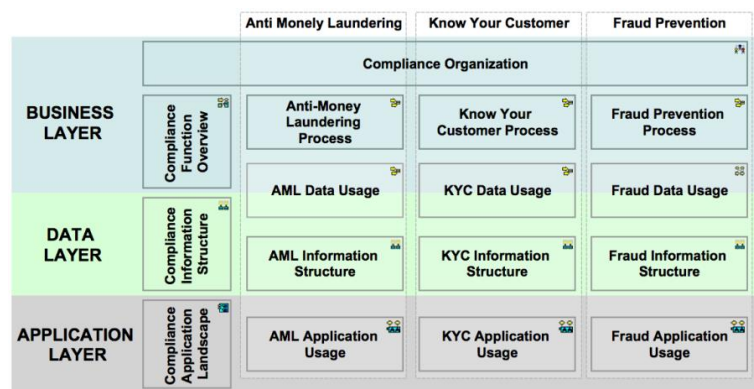 Anti Monely Laundering
Know Your Customer
Fraud Prevention
Compliance Organization
BUSINESS
LAYER
Compliance
Function
Overview
Anti-Money
Laundering
Process
Know Your
Customer Process
Fraud Prevention
Process
AML Data Usage
KYC Data Usage
Fraud Data Usage
DATA
LAYER
Compliance
Information
Structure
AML Information
Structure
KYC Information
Structure
Fraud Information
Structure
APPLICATION
LAYER
Compliance
Application
Landscape
AML Application
Usage
KYC Application
Usage
Fraud Application
Usage